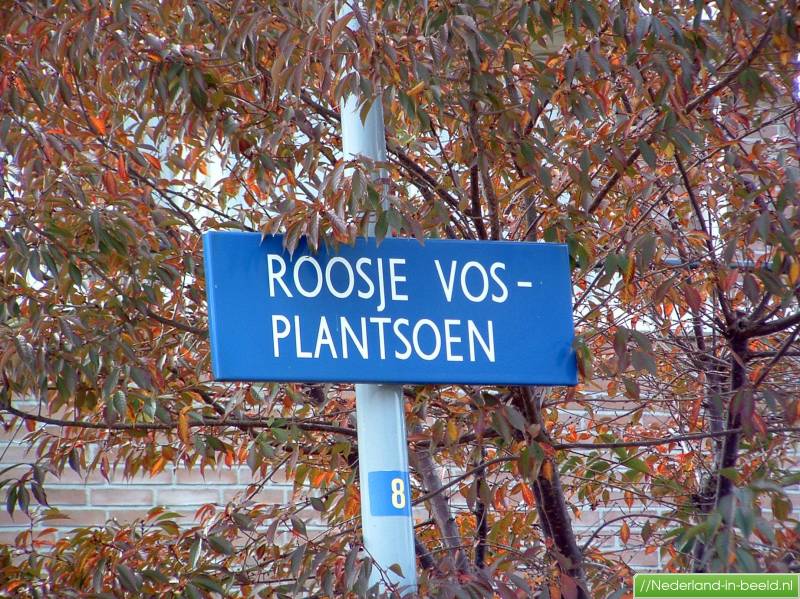 ROOSJE VOS-
PLANTSOEN
8
//Nederland-in-beeld.nl